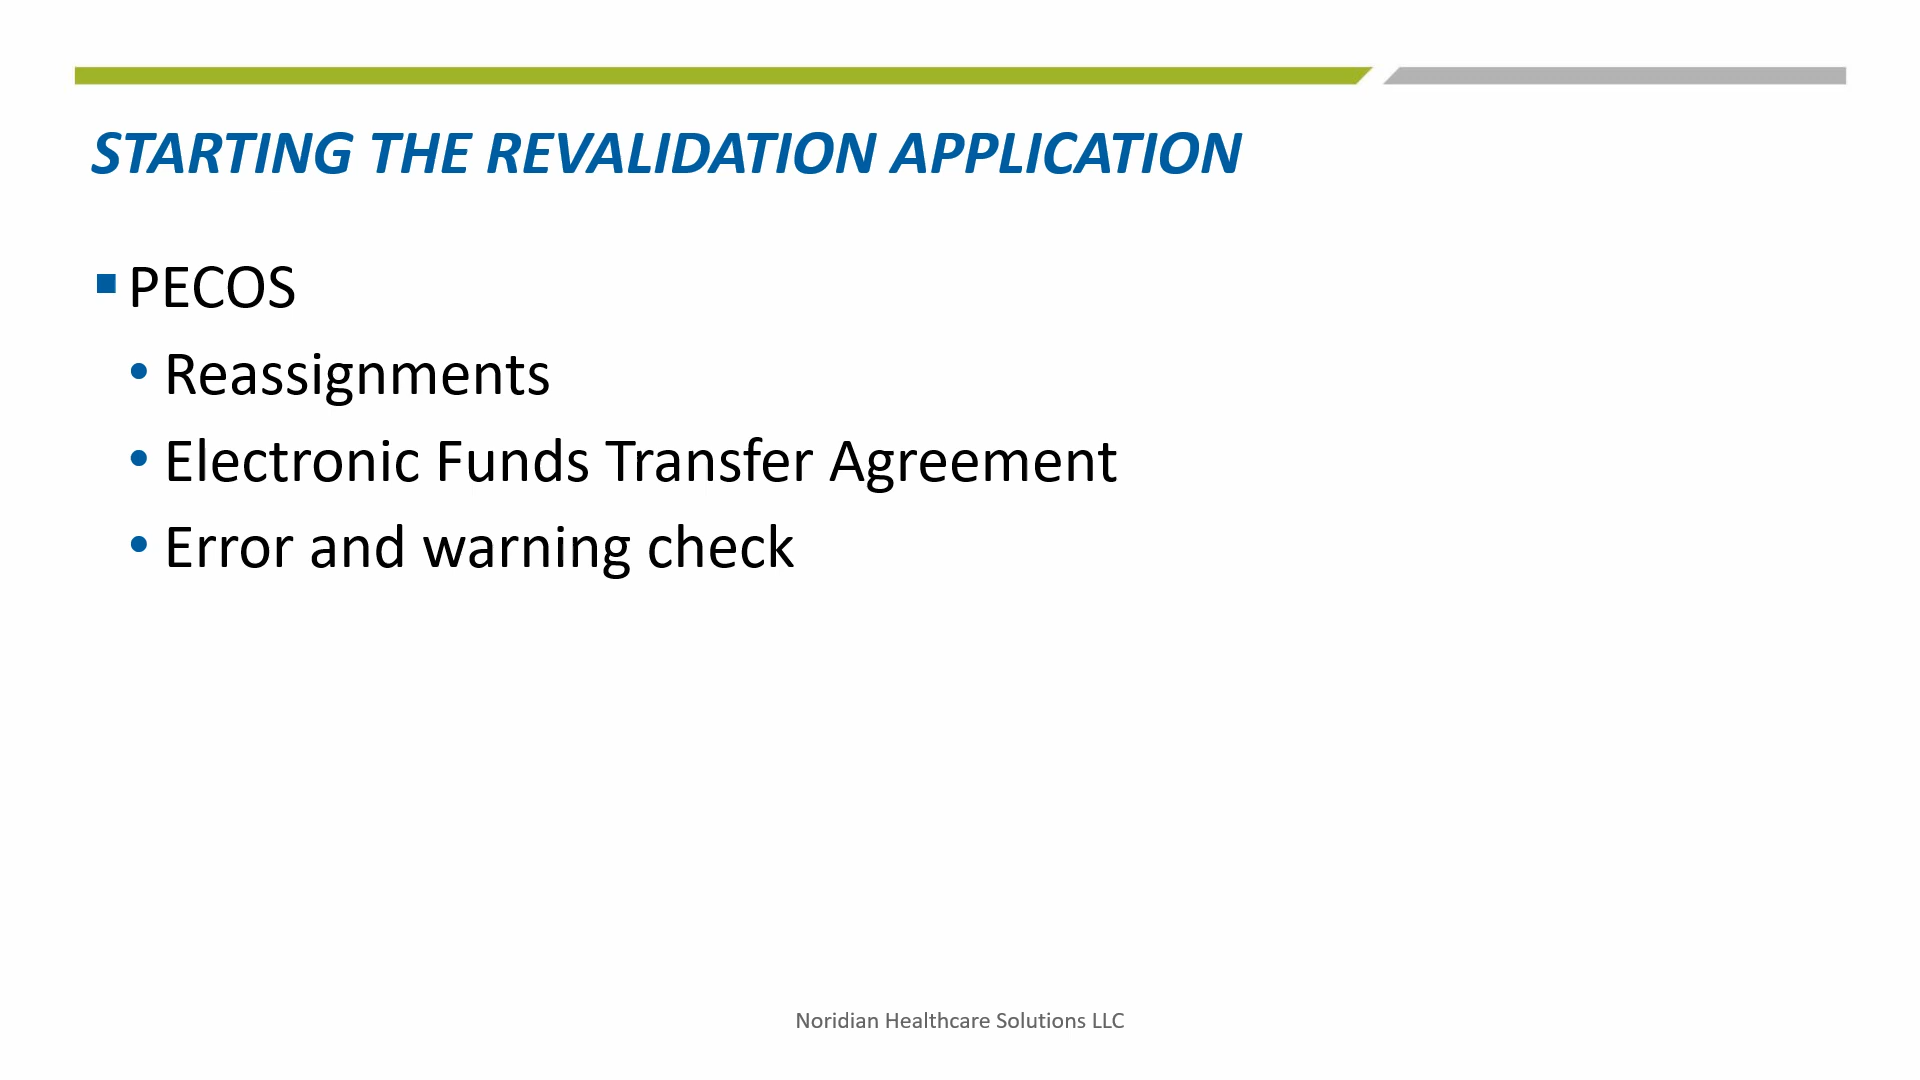 STARTING THE REVALIDATION APPLICATION
PECOS
Reassignments
Electronic Funds Transfer Agreement
Error and warning check
Noridian Healthcare Solutions LLC